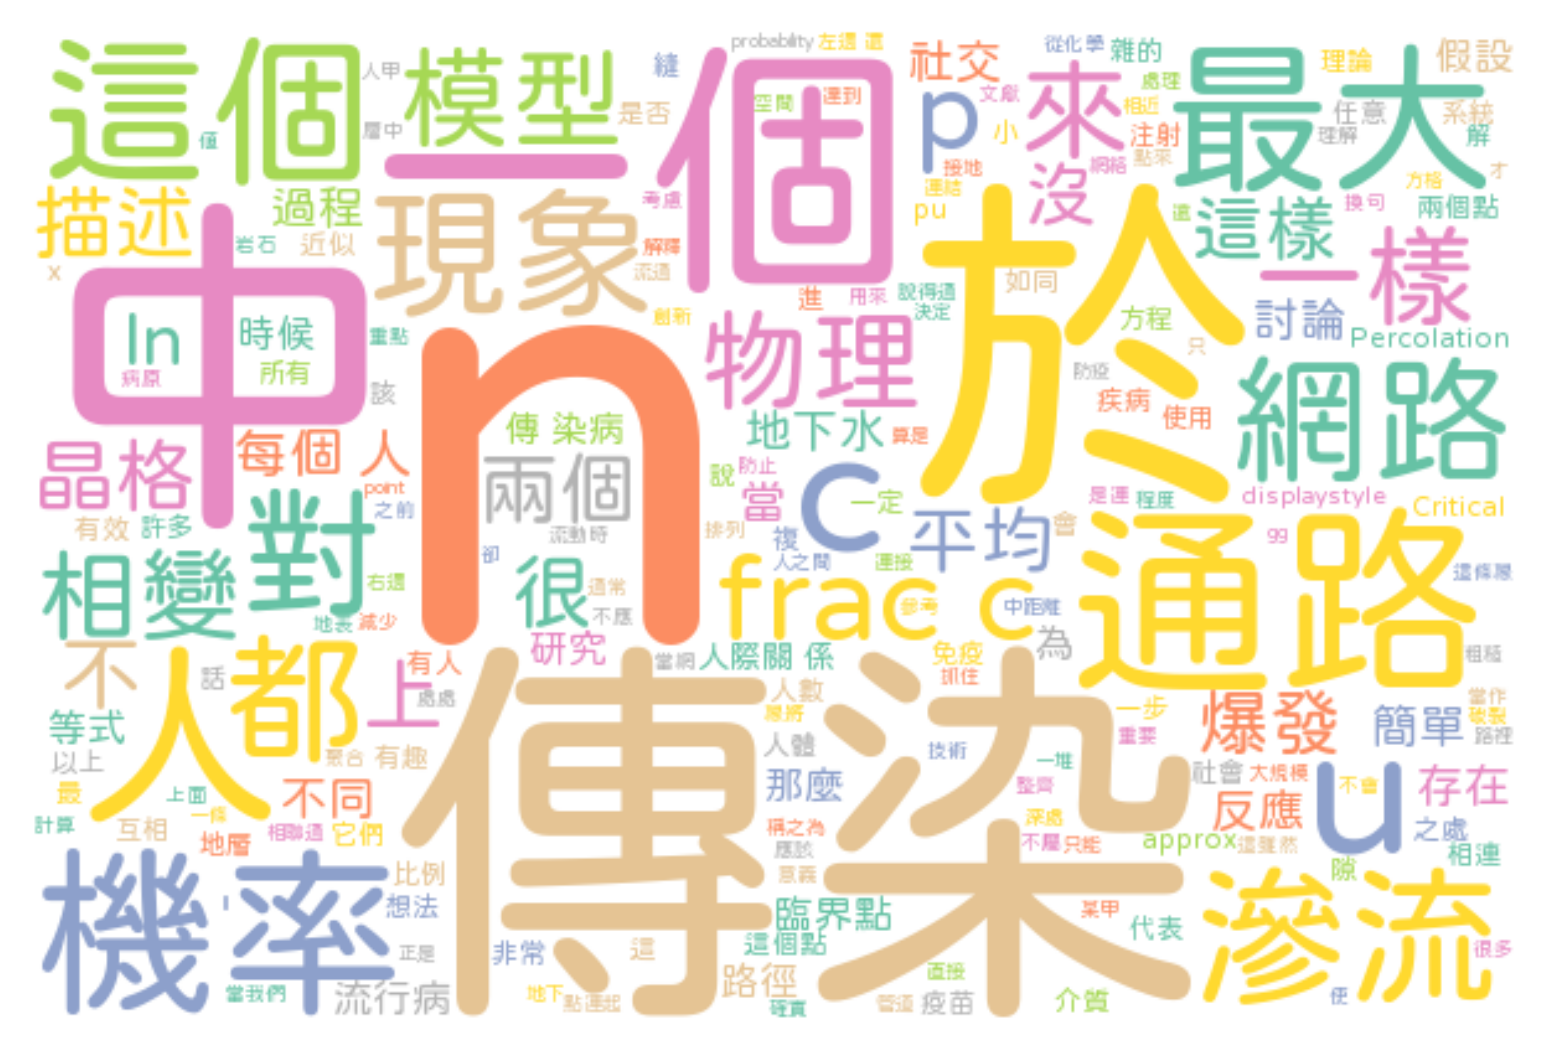 這個
人甲
模型
縫
probability
左邊 還
社交
從化學
雜的
理論
假設
個
空間
達到
p
文獻
來
處理
最大
任意
系統
值
層中
是否
小
相近
注射
理解
解
一
接地
網絡
點來
方格
才
描述
過程
現象
考慮
連結
沒
pu
還
這樣
換句
兩個點
中
岩石
近似
解釋
於
一樣
x
流通
如同
進
用來
說得通
決定
In
時候
重點
創新
物理
方程
討論
Percolation
病原
所有
n
只
網路
該
防疫
疾病
使用
晶格
每個 人
傳 染病
地下水
算是
兩個
說
防止
當
c
一定
point
之前
是連
程度
displaystyle
Critical
有效
許多
對
流動時
排列
複
平均
會
99
通路
相變
卻
很
人之間
連接
這條線
右邊
通常
frac c
參考
中距離
地表
減少
不應
為
不
人
都
話
上
有人
研究
當網
人際關 係
免疫
抓住
粗糙
處處
傳染
人數
最將
一步
爆發
簡單
當作
複製
路裡
等式
以上
聚合
有趣
人體
技術
重要
一堆
社會
大規模
u
不會
存在
最
上面
一條
不同
那麼
整齊
反應
之處
計算
互相
地層
相聯通
它們
稱之為
深處
不屬
只能
approx
這雖然
相連
機率
比例
應該
意義
隙
滲流
I
想法
臨界點
某甲
代表
正是
非常
這
這個點
很多
當我們
流行病
地下
點連起
路徑
確實
直接
管道
疫苗
介質
便